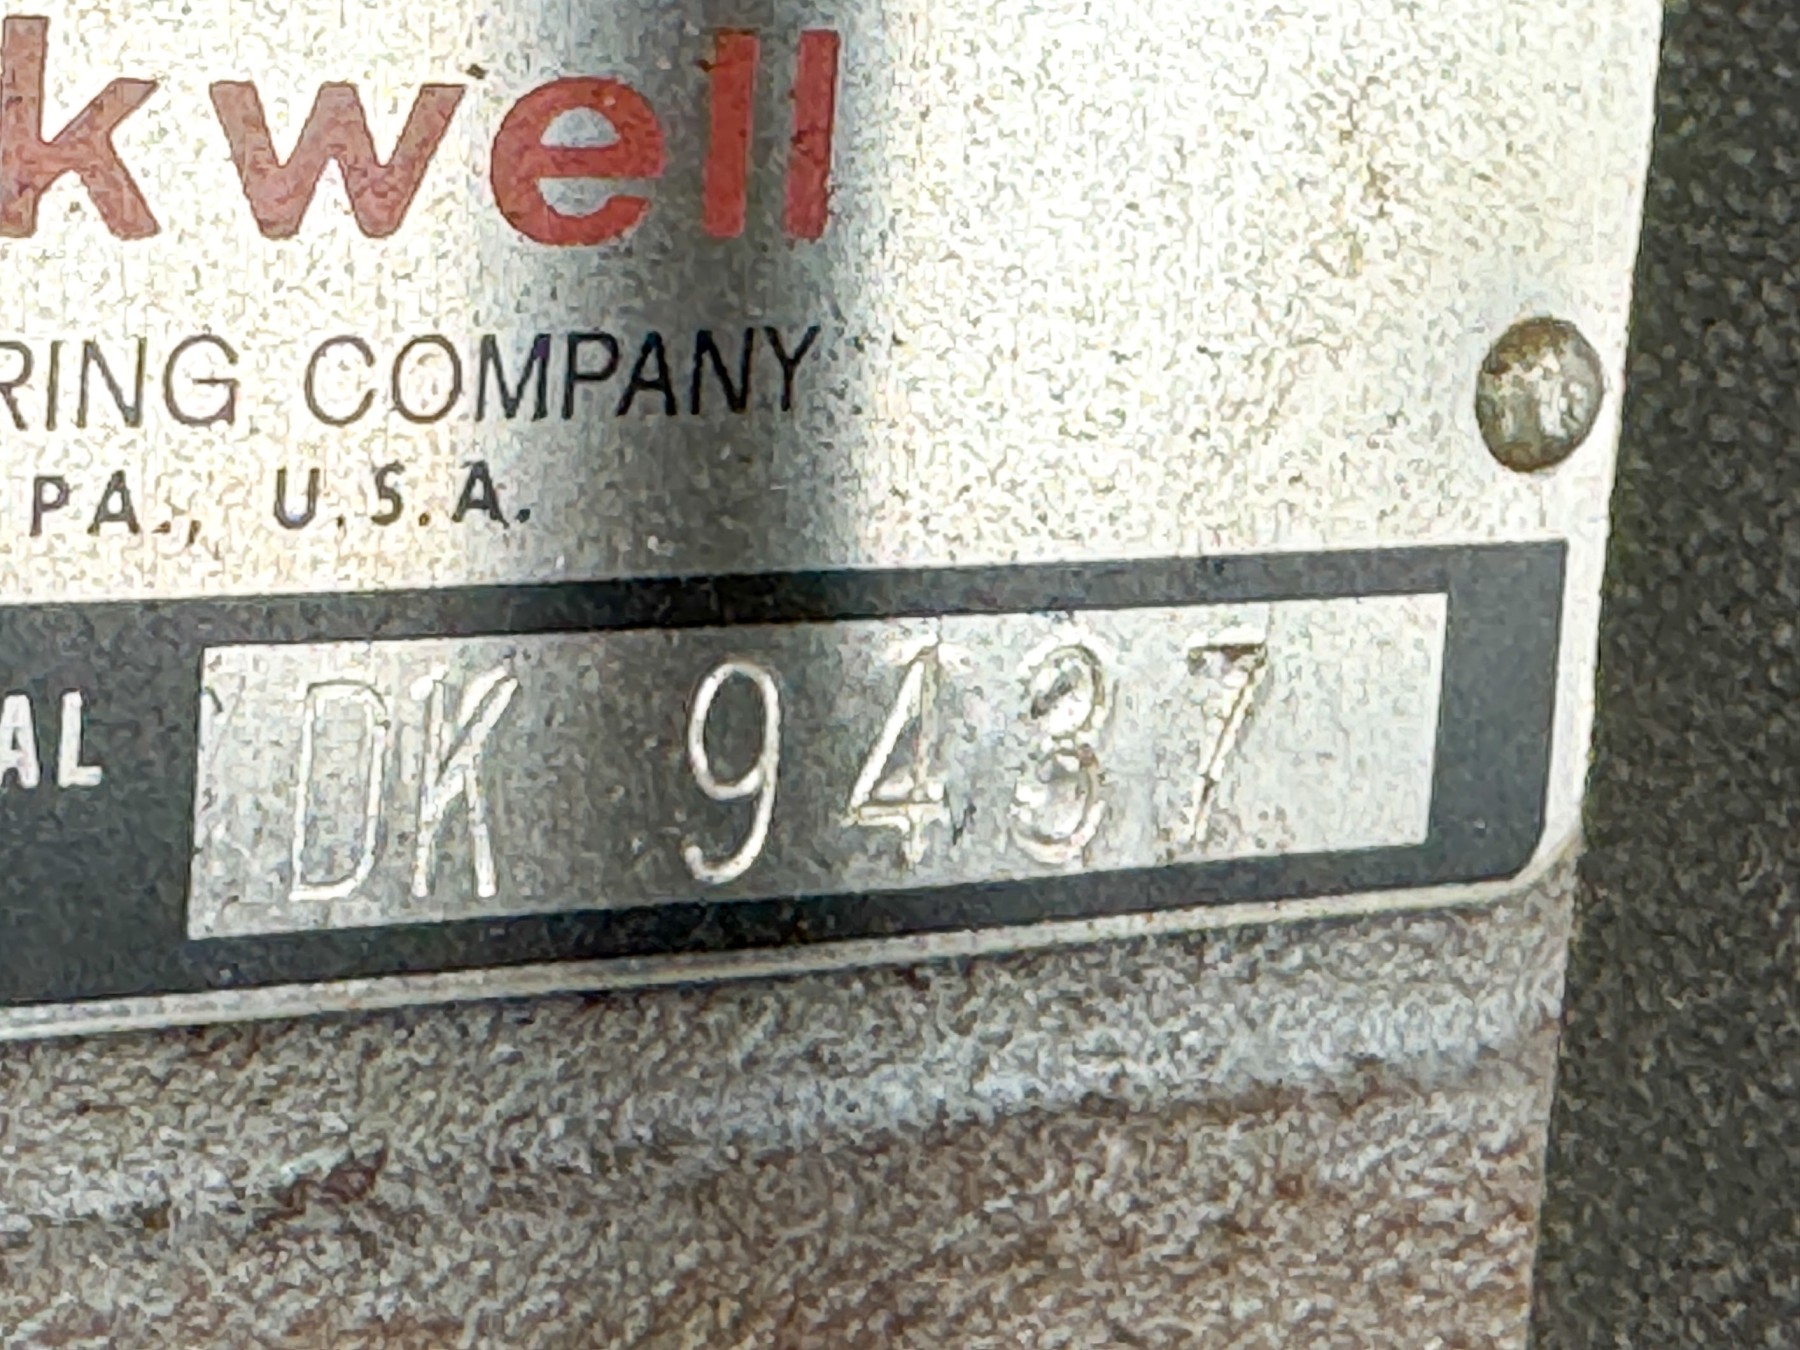 kwell
RING COMPANY
PA., U.S.A.
AL DK 9437